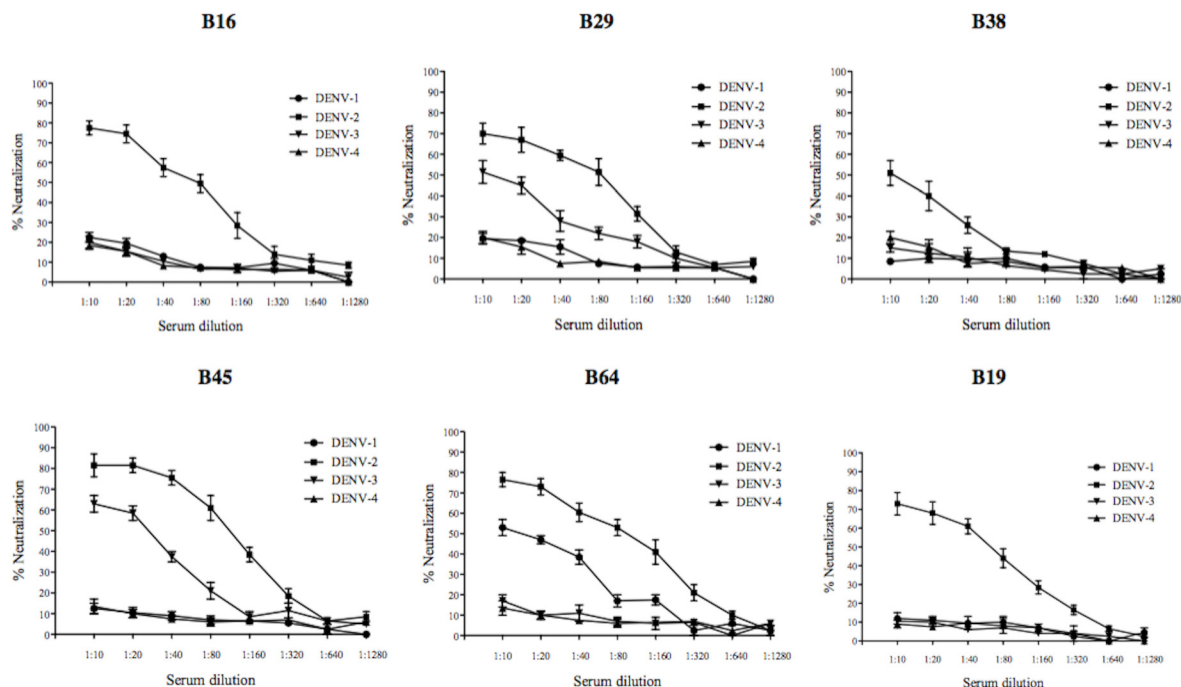 B16
100
90
80
70
60
50
40
30
20
10
0
% Neutralization
DENV-1
DENV-2
DENV-3
DENV-4
1:10 1:20 1:40 1:80 1:160 1:320 1:640 1:1280
Serum dilution
B29
100
90
80
70
60
50
40
30
20
10
0
% Neutralization
DENV-1
DENV-2
DENV-3
DENV-4
1:10 1:20 1:40 1:80 1:160 1:320 1:640 1:1280
Serum dilution
B38
100
90
80
70
60
50
40
30
20
10
0
% Neutralization
DENV-1
DENV-2
DENV-3
DENV-4
1:10 1:20 1:40 1:80 1:160 1:320 1:640 1:1280
Serum dilution
B45
100
90
80
70
60
50
40
30
20
10
0
% Neutralization
DENV-1
DENV-2
DENV-3
DENV-4
1:10 1:20 1:40 1:80 1:160 1:320 1:640 1:1280
Serum dilution
B64
100
90
80
70
60
50
40
30
20
10
0
% Neutralization
DENV-1
DENV-2
DENV-3
DENV-4
1:10 1:20 1:40 1:80 1:160 1:320 1:640 1:1280
Serum dilution
B19
100
90
80
70
60
50
40
30
20
10
0
% Neutralization
DENV-1
DENV-2
DENV-3
DENV-4
1:10 1:20 1:40 1:80 1:160 1:320 1:640 1:1280
Serum dilution